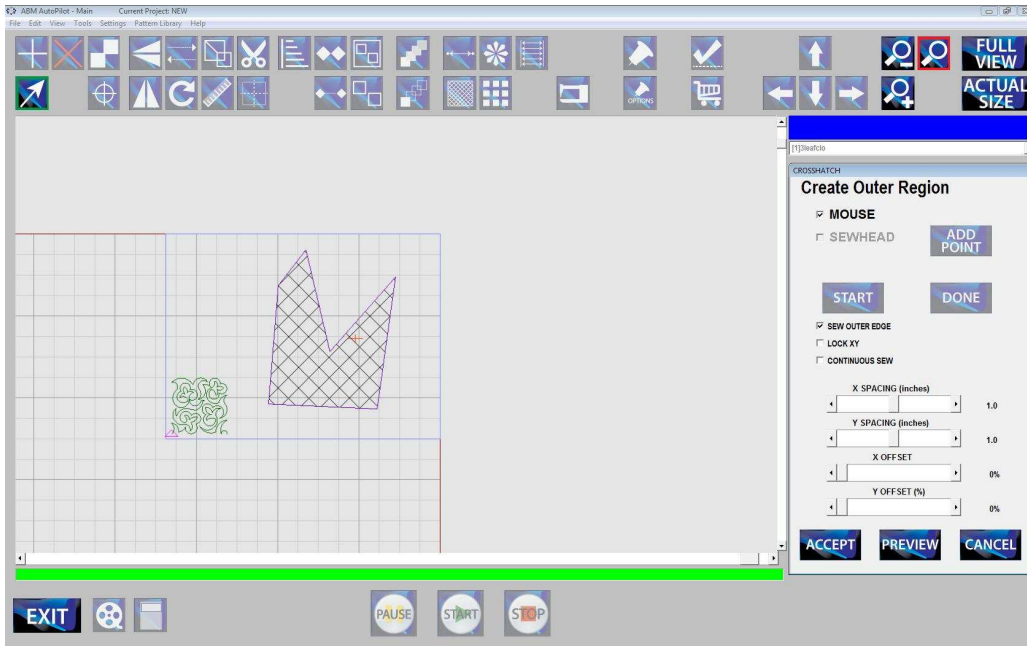 ABM AutoPilot - Main Current Project: NEW
File Edit View Tools Settings Pattern Library Help
FULL VIEW
OPTIONS
ACTUAL SIZE
[1]3leafclo
CROSSHATCH
Create Outer Region
MOUSE
SEWHEAD
ADD POINT
START DONE
SEW OUTER EDGE
LOCK XY
CONTINUOUS SEW
X SPACING (inches)
1.0
Y SPACING (inches)
1.0
X OFFSET
0%
Y OFFSET (%)
0%
ACCEPT PREVIEW CANCEL
EXIT PAUSE START STOP